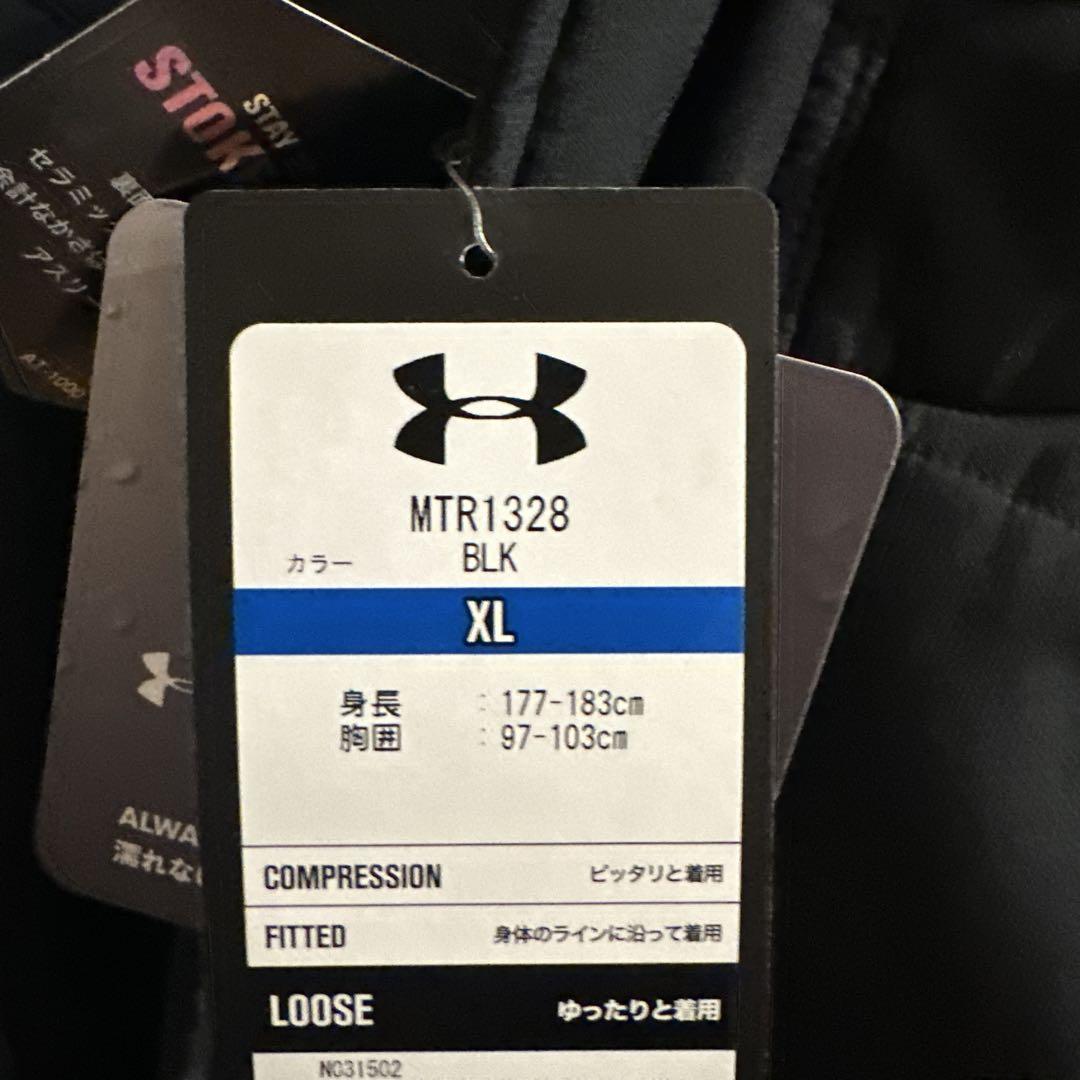 STAY
STOK
裏面
セラミッ
余計なかさば
アスリ
AT-1000
MTR1328
カラー BLK
XL
身長 : 177-183cm
胸囲 : 97-103cm
COMPRESSION ピッタリと着用
FITTED 身体のラインに沿って着用
LOOSE ゆったりと着用
NO31502
ALWA
濡れな